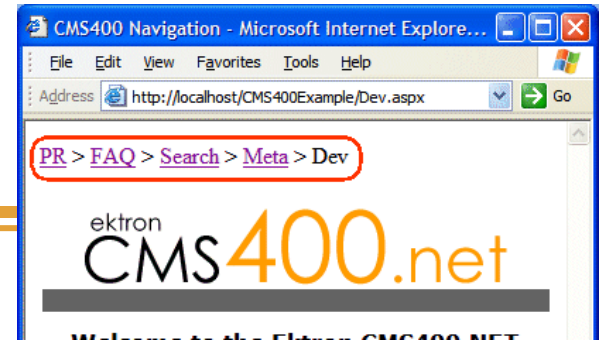 CMS400 Navigation - Microsoft Internet Explore...
File Edit View Favorites Tools Help
Address http://localhost/CMS400Example/Dev.aspx Go
PR > FAQ > Search > Meta > Dev
ektron
CMS400.net
Welcome to the Ektron CMS400.NET